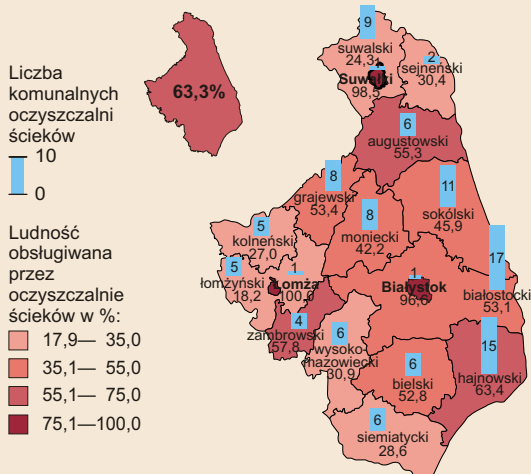 63,3%
Liczba
komunalnych
oczyszczalni
ścieków
10
0
Ludność
obsługiwana
przez
oczyszczalnie
ścieków w %:
17,9— 35,0
35,1— 55,0
55,1— 75,0
75,1—100,0
9
suwalski
24,3
Suwałki
98,5
2
sejneński
30,4
6
augustowski
55,3
8
grajewski
53,4
11
sokólski
45,9
8
moniecki
42,2
5
kolneński
27,0
5
łomżyński
18,2
Łomża
100,0
1
Białystok
96,6
17
białostocki
53,1
4
zambrowski
57,8
6
wysoko-
mazowiecki
30,9
6
bielski
52,8
15
hajnowski
63,4
6
siemiatycki
28,6